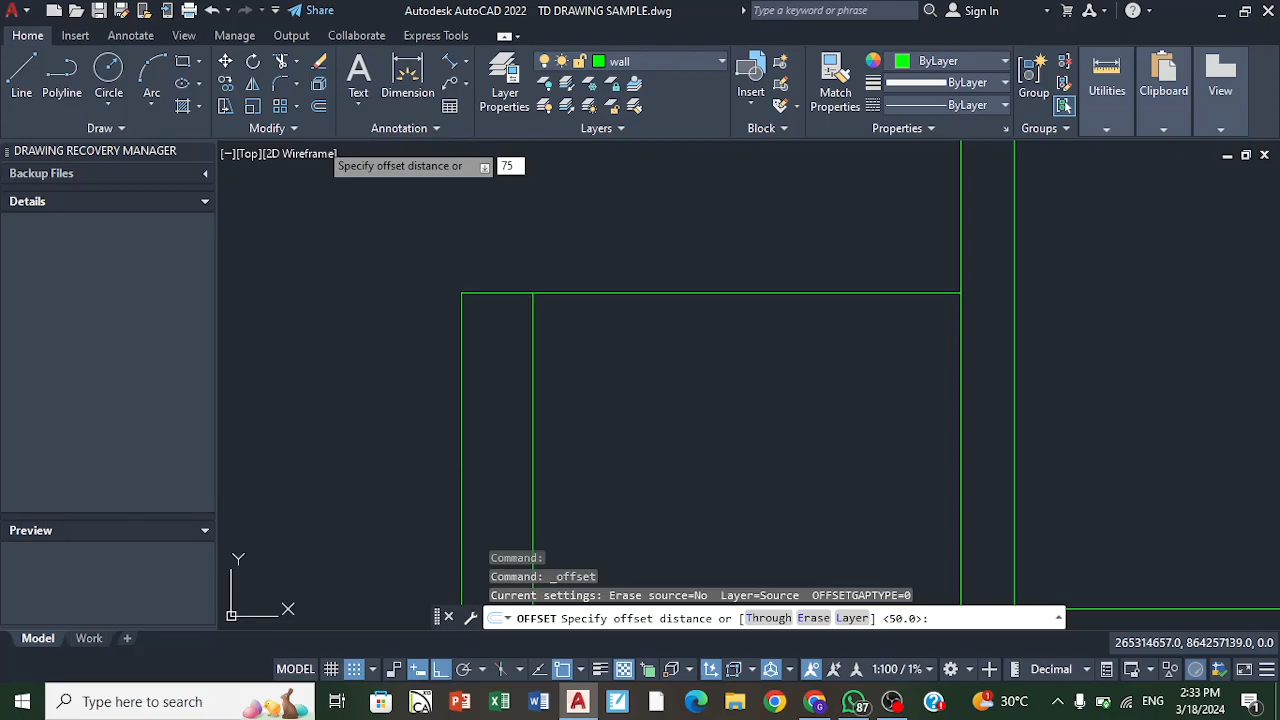 Share
Autodesk AutoCAD 2022 TD DRAWING SAMPLE.dwg
Type a keyword or phrase
Sign In
Home Insert Annotate View Manage Output Collaborate Express Tools
wall
ByLayer
ByLayer
ByLayer
Line Polyline Circle Arc
Text Dimension
Layer Properties
Insert
Match Properties
Group
Utilities
Clipboard
View
Draw
Modify
Annotation
Layers
Block
Properties
Groups
DRAWING RECOVERY MANAGER
Backup Files
Details
Preview
[−][Top][2D Wireframe]
Specify offset distance or
75
Y
X
Command:
Command: _offset
Current settings: Erase source=No Layer=Source OFFSETGAPTYPE=0
OFFSET Specify offset distance or [Through Erase Layer] <50.0>:
Model Work
265314657.0, 864257139.0, 0.0
MODEL
1:100 / 1%
Decimal
Type here to search
87
30°C
ENG
2:33 PM
3/18/2024